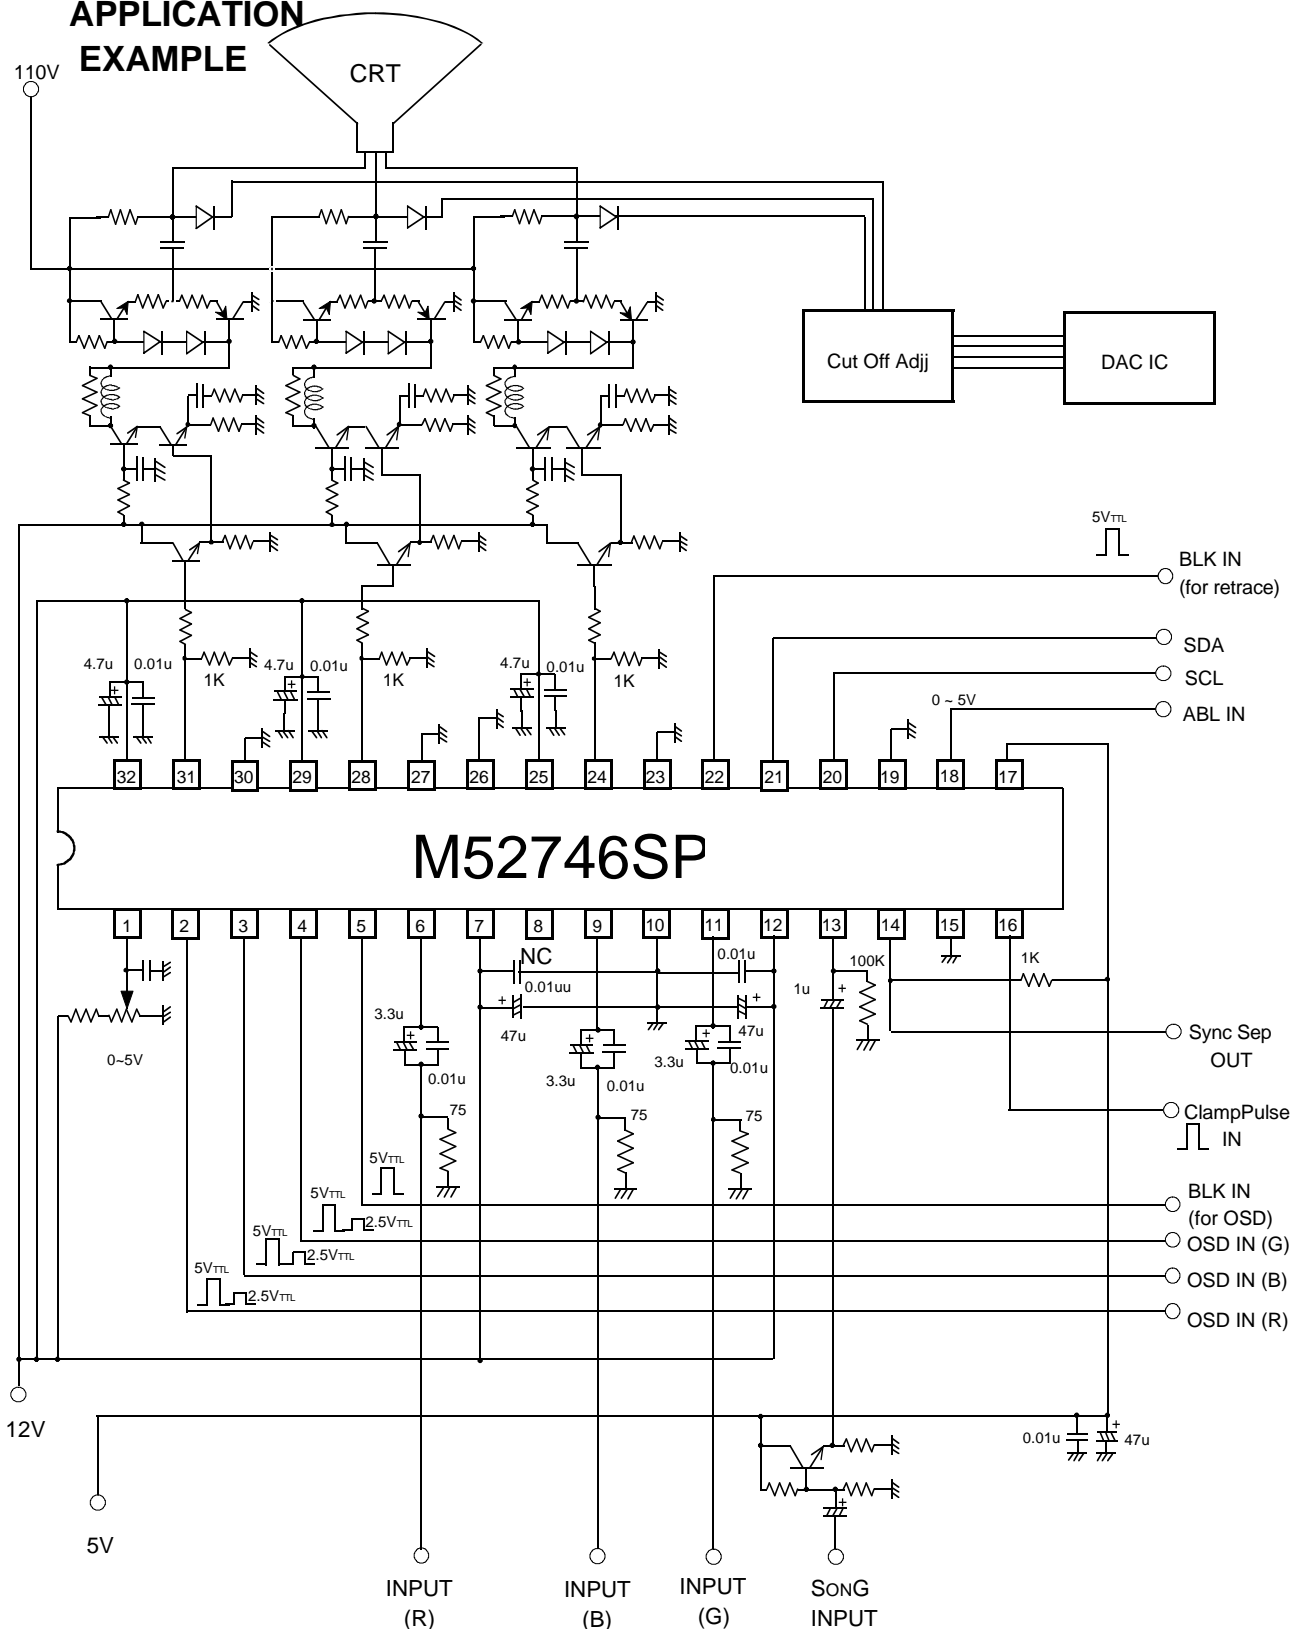 APPLICATION
EXAMPLE
110V
CRT
Cut Off Adjj
DAC IC
5VTTL
BLK IN
(for retrace)
SDA
SCL
0 ~ 5V
ABL IN
4.7u
0.01u
1K
4.7u
0.01u
1K
4.7u
0.01u
1K
32
31
30
29
28
27
26
25
24
23
22
21
20
19
18
17
M52746SP
1
2
3
4
5
6
7
8
9
10
11
12
13
14
15
16
NC
0.01uu
0.01u
100K
1K
1u
3.3u
47u
47u
0~5V
0.01u
3.3u
0.01u
3.3u
0.01u
Sync Sep
OUT
75
75
75
ClampPulse
IN
5VTTL
BLK IN
(for OSD)
5VTTL
2.5VTTL
OSD IN (G)
5VTTL
2.5VTTL
OSD IN (B)
5VTTL
2.5VTTL
OSD IN (R)
12V
0.01u
47u
5V
INPUT
(R)
INPUT
(B)
INPUT
(G)
SONG
INPUT